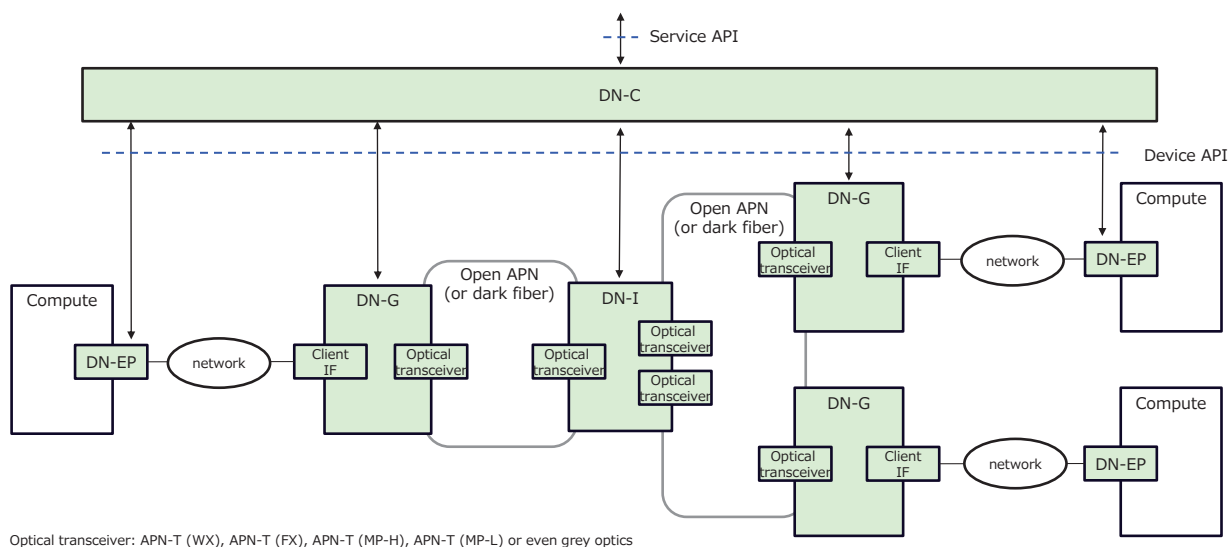 Service API
DN-C
Device API
DN-G
Open APN
(or dark fiber)
Optical
transceiver
Client
IF
network
Compute
DN-EP
Compute
DN-EP
network
DN-G
Client
IF
Optical
transceiver
Open APN
(or dark fiber)
DN-I
Optical
transceiver
Optical
transceiver
Optical
transceiver
DN-G
Optical
transceiver
Client
IF
network
Compute
DN-EP
Optical transceiver: APN-T (WX), APN-T (FX), APN-T (MP-H), APN-T (MP-L) or even grey optics